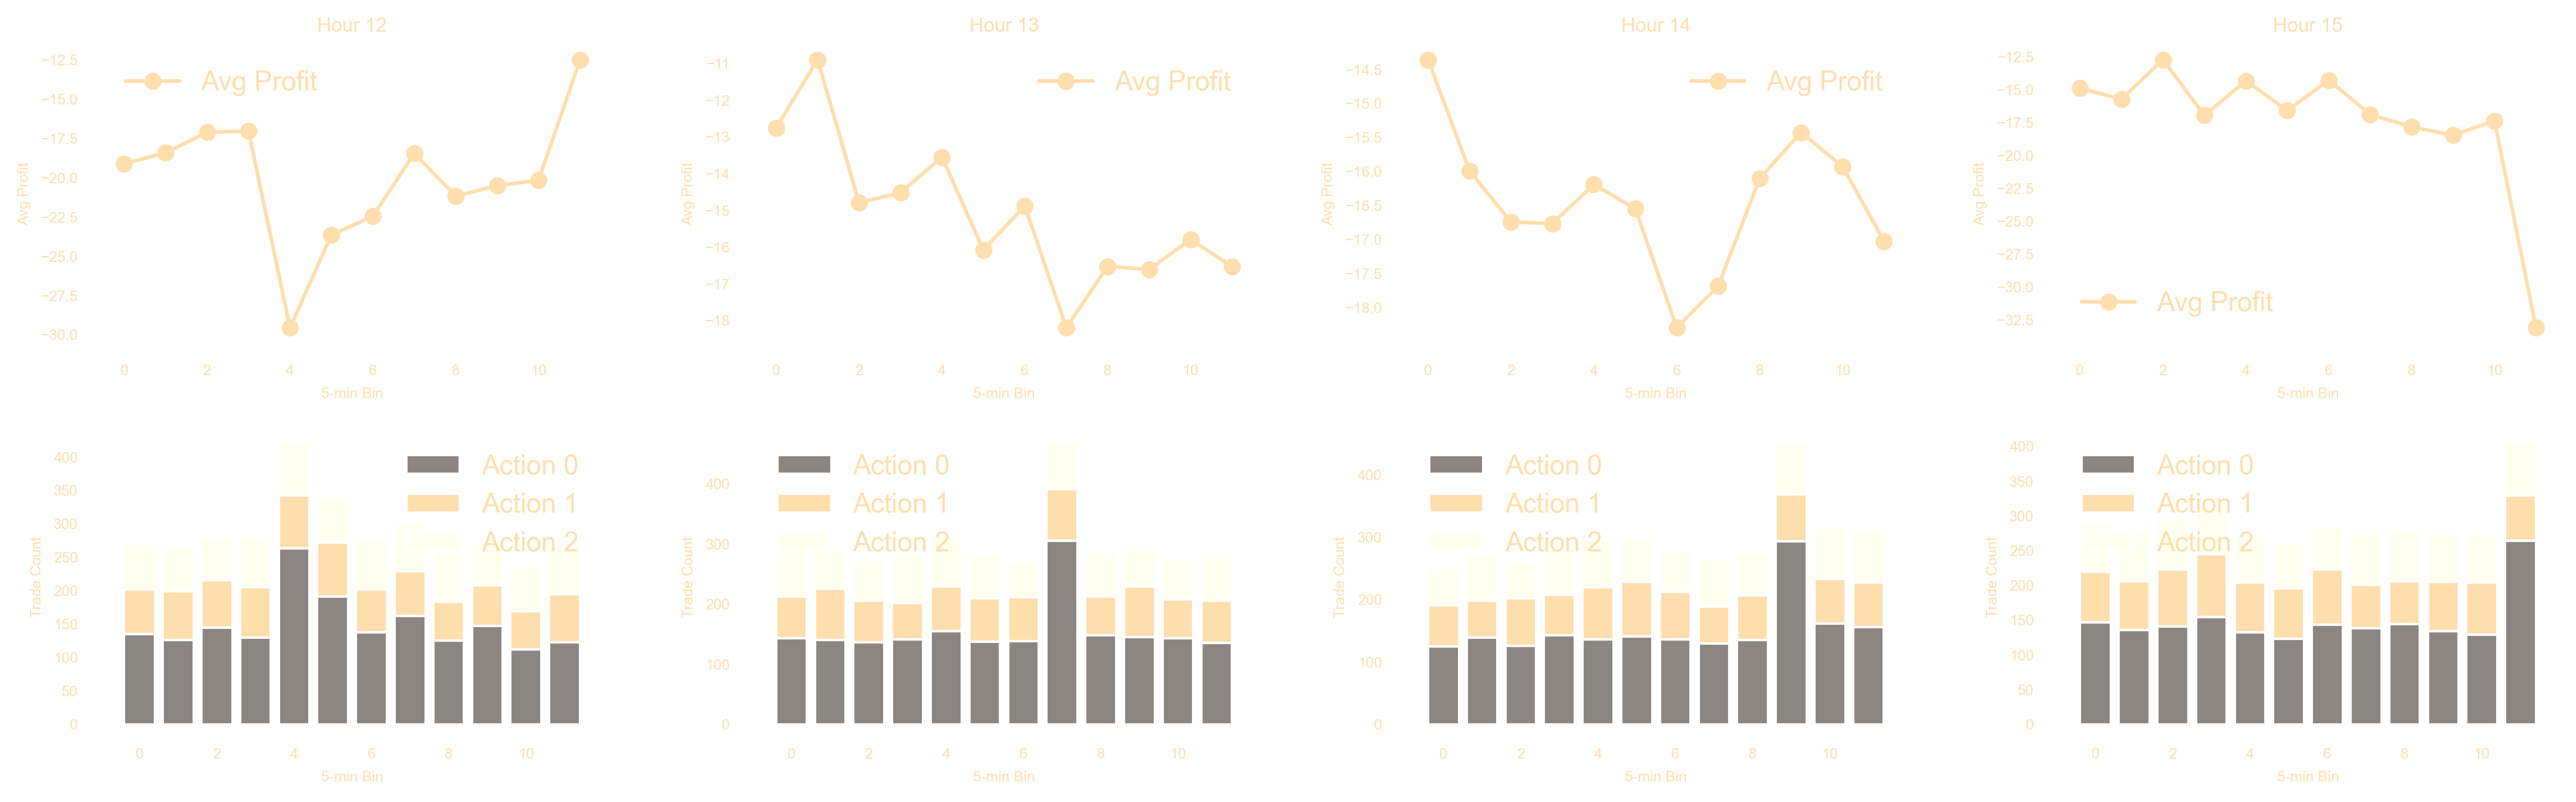 Hour 12
−12.5
−15.0
−17.5
−20.0
−22.5
−25.0
−27.5
−30.0
Avg Profit
Avg Profit
0 2 4 6 8 10
5-min Bin
Hour 13
−11
−12
−13
−14
−15
−16
−17
−18
Avg Profit
Avg Profit
0 2 4 6 8 10
5-min Bin
Hour 14
−14.5
−15.0
−15.5
−16.0
−16.5
−17.0
−17.5
−18.0
Avg Profit
Avg Profit
0 2 4 6 8 10
5-min Bin
Hour 15
−12.5
−15.0
−17.5
−20.0
−22.5
−25.0
−27.5
−30.0
−32.5
Avg Profit
Avg Profit
0 2 4 6 8 10
5-min Bin
400
350
300
250
200
150
100
50
0
Trade Count
Action 0
Action 1
Action 2
0 2 4 6 8 10
5-min Bin
400
300
200
100
0
Trade Count
Action 0
Action 1
Action 2
0 2 4 6 8 10
5-min Bin
400
300
200
100
0
Trade Count
Action 0
Action 1
Action 2
0 2 4 6 8 10
5-min Bin
400
350
300
250
200
150
100
50
0
Trade Count
Action 0
Action 1
Action 2
0 2 4 6 8 10
5-min Bin